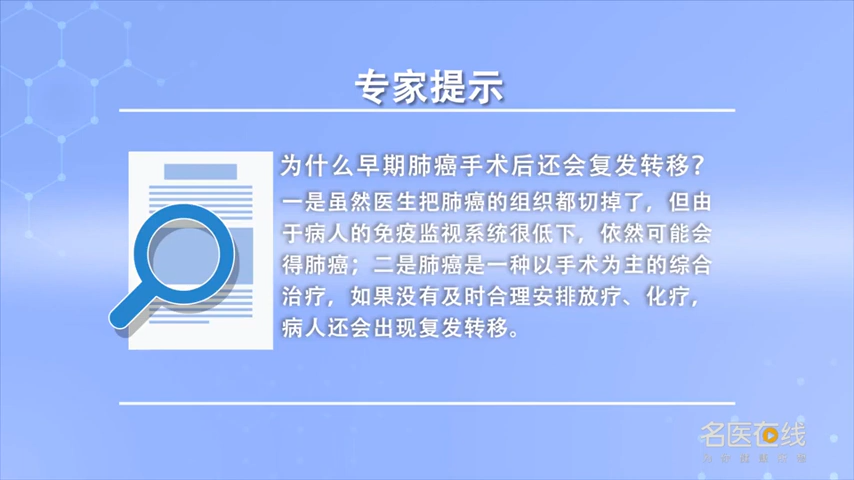 专家提示
为什么早期肺癌手术后还会复发转移？
一是虽然医生把肺癌的组织都切掉了，但由
于病人的免疫监视系统很低下，依然可能会
得肺癌；二是肺癌是一种以手术为主的综合
治疗，如果没有及时合理安排放疗、化疗，
病人还会出现复发转移。
名医在线